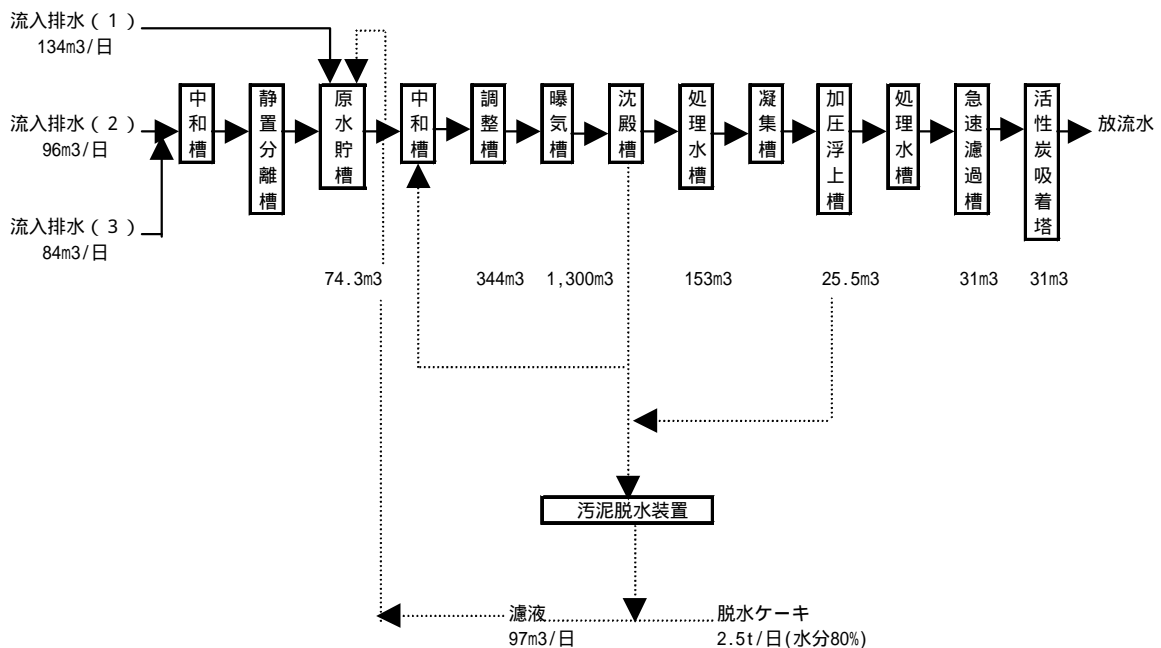 流入排水(1)
134m3/日
中和槽
静置分離槽
原水貯槽
中和槽
調整槽
曝気槽
沈殿槽
処理水槽
凝集槽
加圧浮上槽
処理水槽
急速濾過槽
活性炭吸着塔
流入排水(2)
96m3/日
放流水
流入排水(3)
84m3/日
74.3m3
344m3
1,300m3
153m3
25.5m3
31m3
31m3
汚泥脱水装置
濾液
97m3/日
脱水ケーキ
2.5t/日(水分80%)